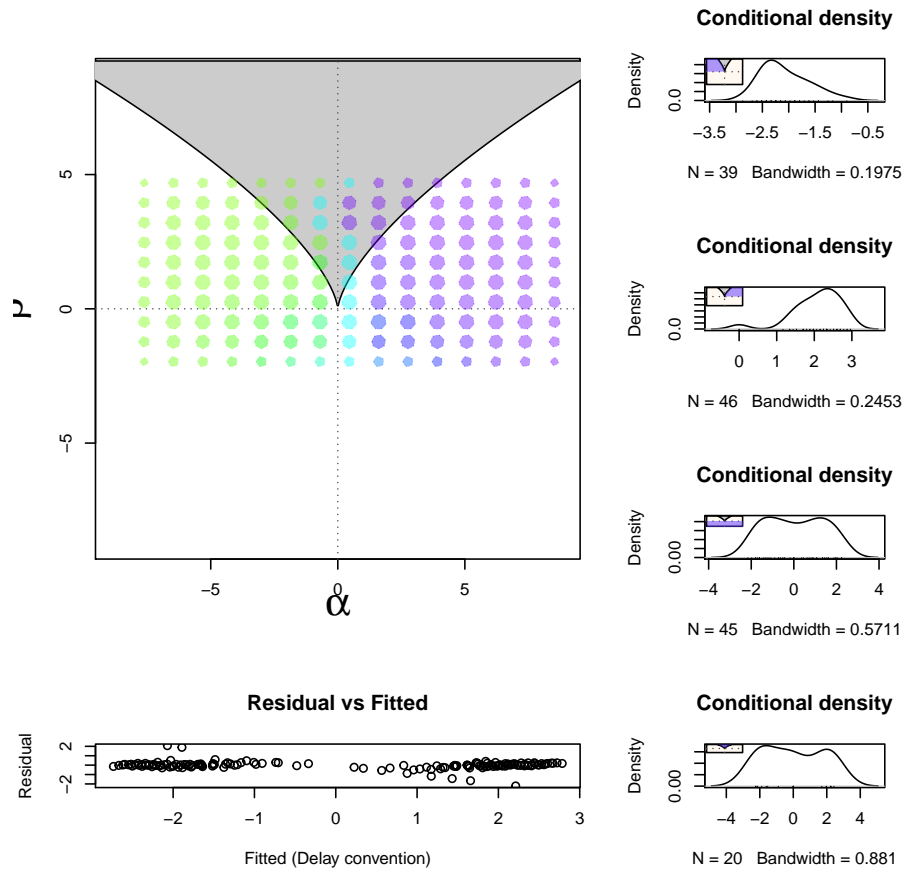 Conditional density
Density
0.0
−3.5 −2.5 −1.5 −0.5
N = 39 Bandwidth = 0.1975
5
0
−5
−5 0 5
α
Conditional density
Density
0.0
0 1 2 3
N = 46 Bandwidth = 0.2453
Conditional density
Density
0.00
−4 −2 0 2 4
N = 45 Bandwidth = 0.5711
Residual vs Fitted
Residual
2
−2
−2 −1 0 1 2 3
Fitted (Delay convention)
Conditional density
Density
0.00
−4 −2 0 2 4
N = 20 Bandwidth = 0.881